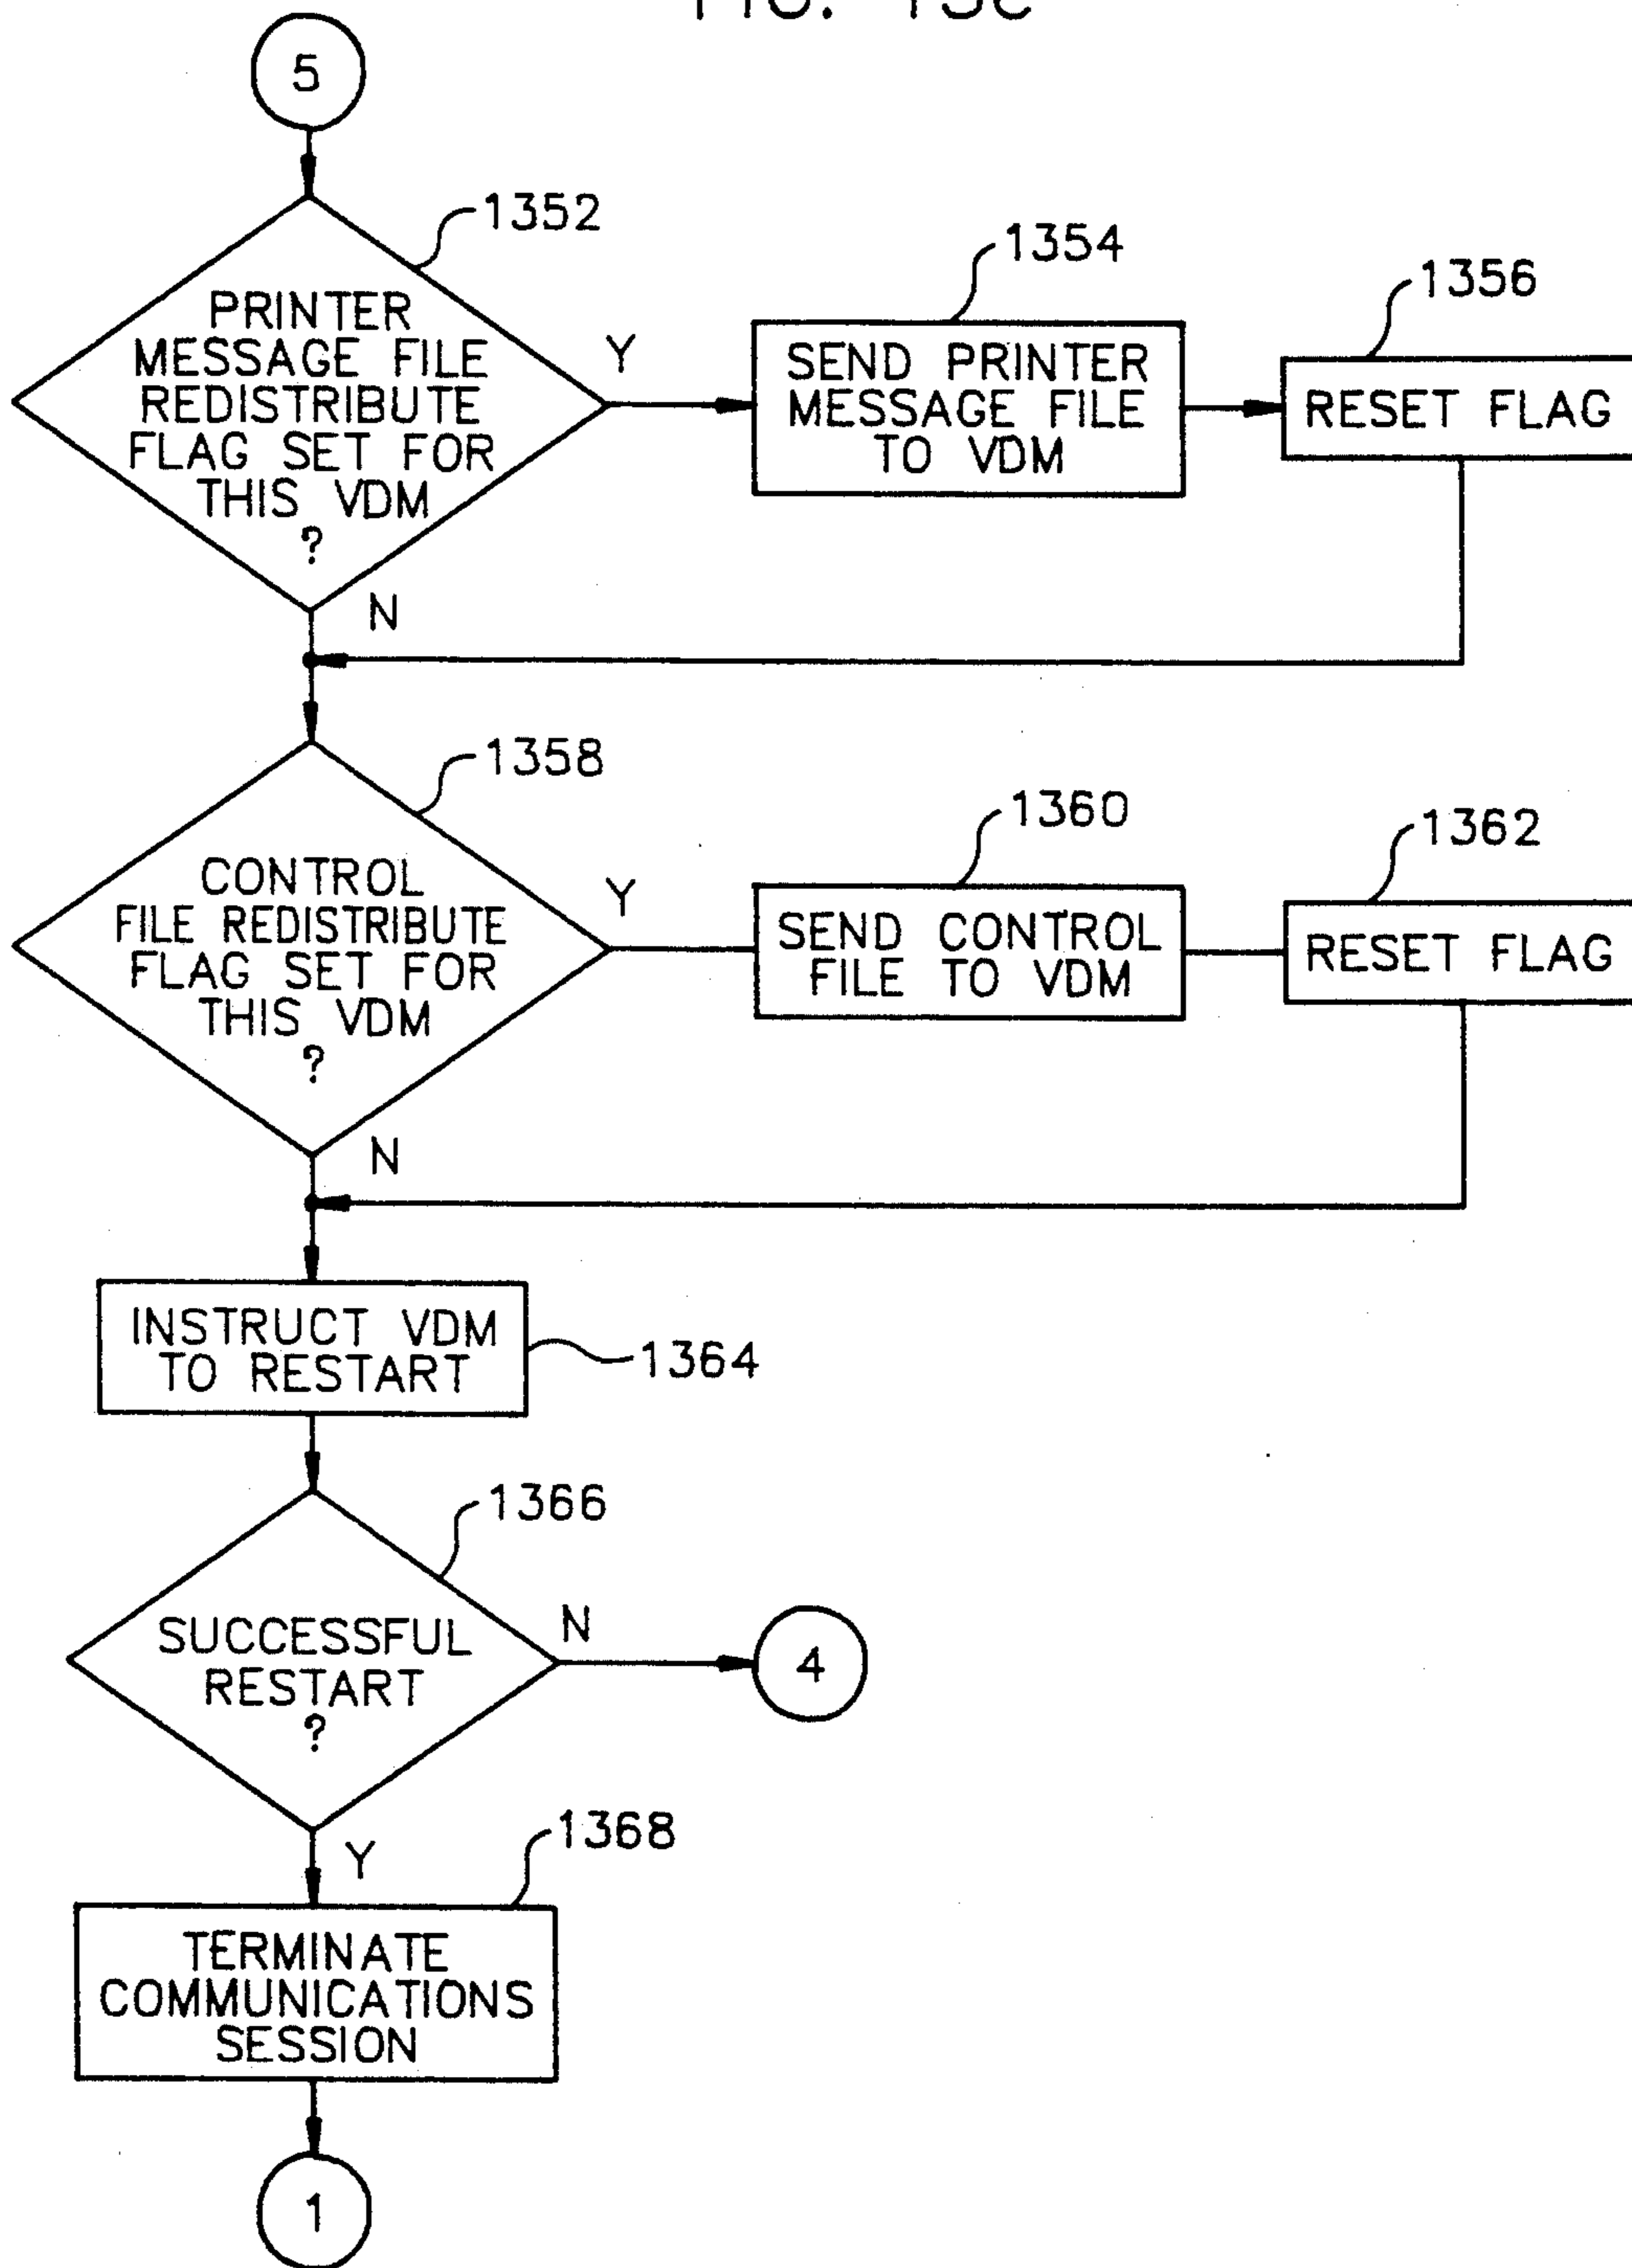 FIG. 13e
5
1352
PRINTER
MESSAGE FILE
REDISTRIBUTE
FLAG SET FOR
THIS VDM
?
Y
N
1354
SEND PRINTER
MESSAGE FILE
TO VDM
1356
RESET FLAG
1358
CONTROL
FILE REDISTRIBUTE
FLAG SET FOR
THIS VDM
?
Y
N
1360
SEND CONTROL
FILE TO VDM
1362
RESET FLAG
INSTRUCT VDM
TO RESTART
1364
1366
SUCCESSFUL
RESTART
?
N
4
Y
1368
TERMINATE
COMMUNICATIONS
SESSION
1